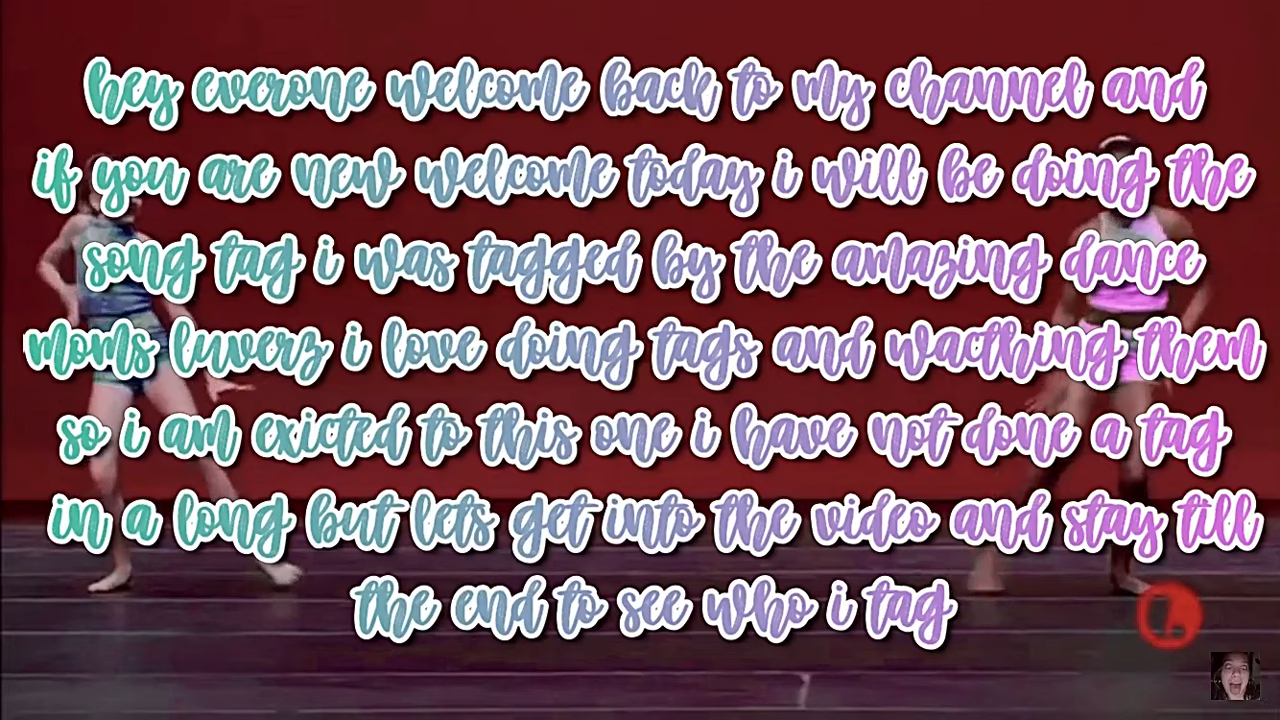 hey everone welcome back to my channel and
if you are new welcome today i will be doing the
song tag i was tagged by the amazing dance
moms luverz i love doing tags and wacthing them
so i am exicted to this one i have not done a tag
in a long but lets get into the video and stay till
the end to see who i tag